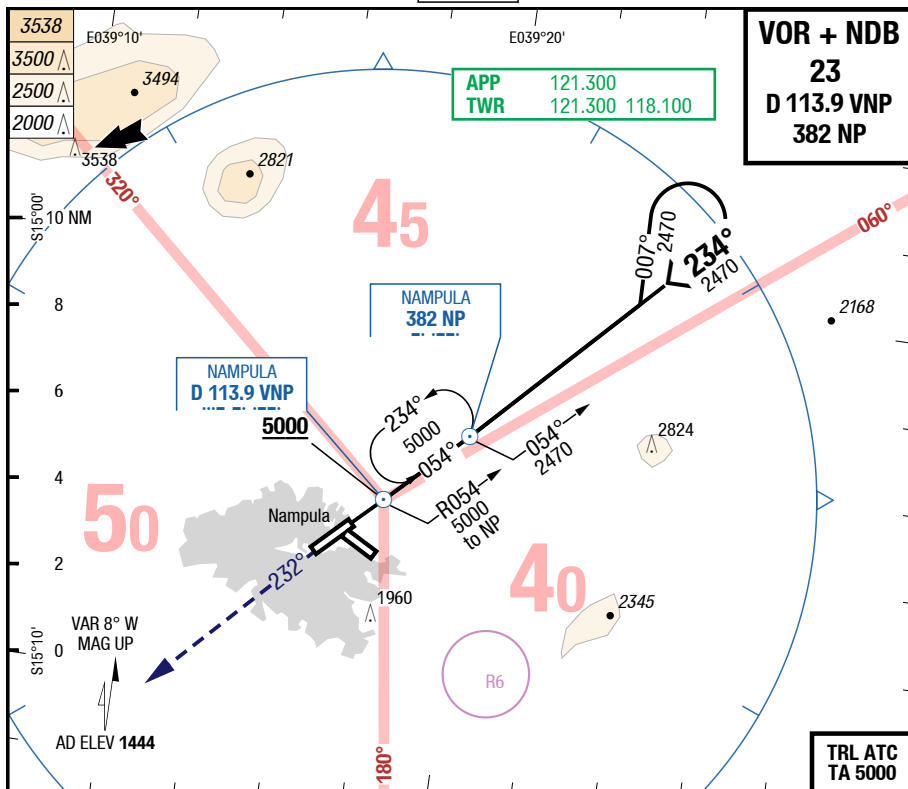 3538
3500
2500
2000
E039°10'
E039°20'
VOR + NDB
23
D 113.9 VNP
382 NP
APP 121.300
TWR 121.300 118.100
3494
3538
2821
320°
45
060°
S15°00'
10 NM
007°
2470
234°
2470
8
2168
NAMPULA
382 NP
6
NAMPULA
D 113.9 VNP
5000
234°
5000
054°
054°
2470
2824
4
R054
5000
to NP
50
Nampula
2
232°
40
1960
2345
VAR 8° W
MAG UP
S15°10'
0
R6
AD ELEV 1444
180°
TRL ATC
TA 5000